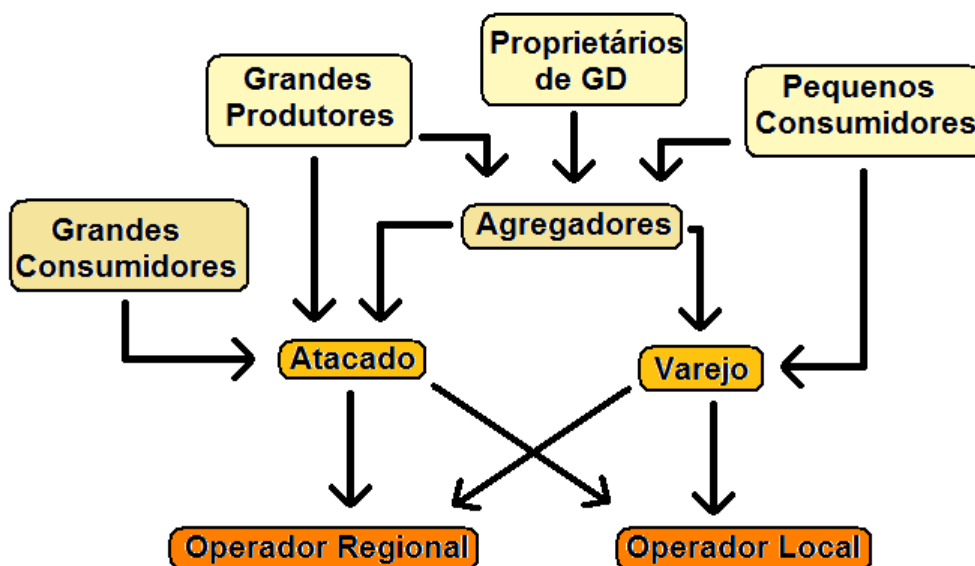 Proprietários
de GD
Grandes
Produtores
Pequenos
Consumidores
Agregadores
Grandes
Consumidores
Atacado
Varejo
Operador Regional
Operador Local